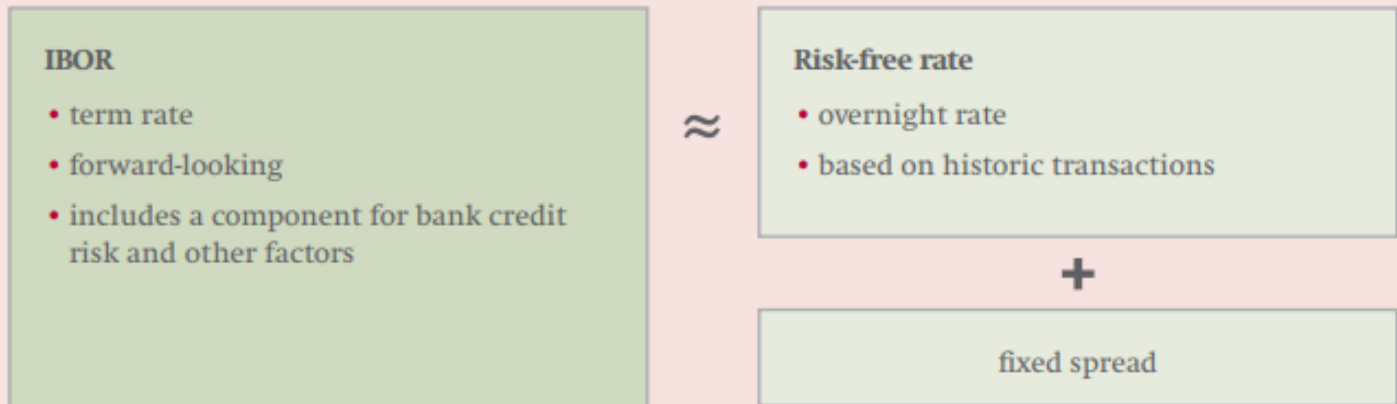 IBOR
• term rate
• forward-looking
• includes a component for bank credit
risk and other factors
≈
Risk-free rate
• overnight rate
• based on historic transactions
+
fixed spread